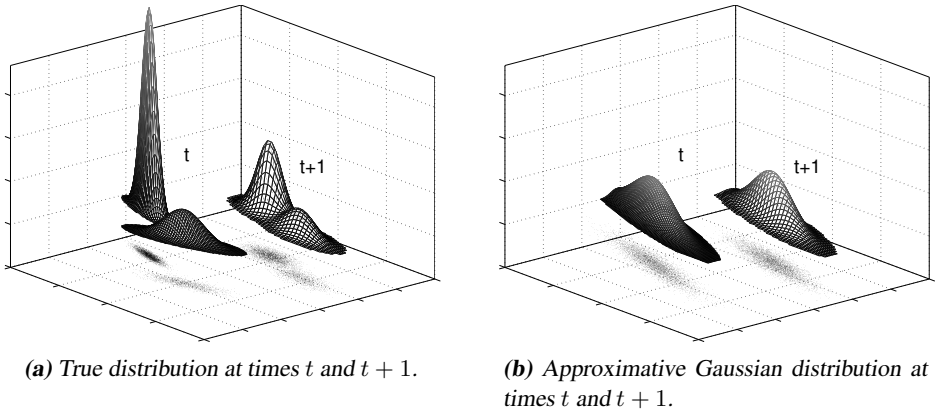 t
t+1
t
t+1
(a) True distribution at times t and t + 1.
(b) Approximative Gaussian distribution at
times t and t + 1.